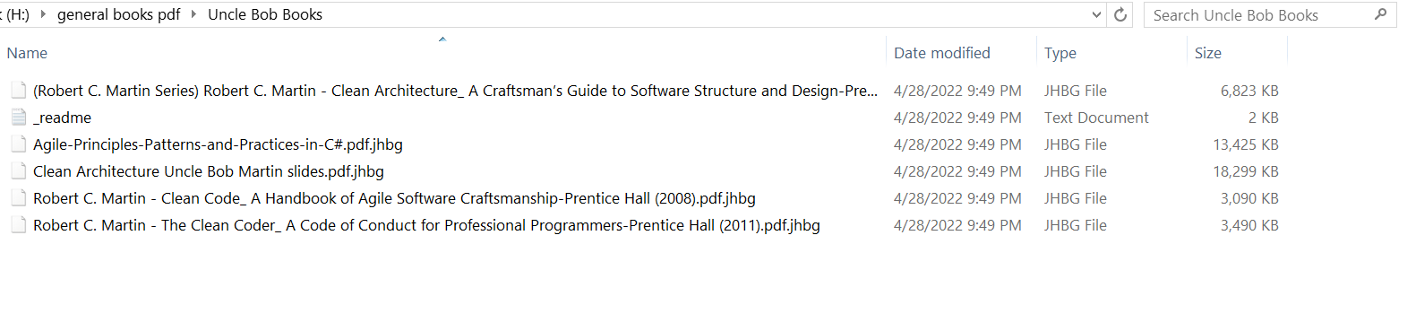 (H:) general books pdf Uncle Bob Books Search Uncle Bob Books
Name Date modified Type Size
(Robert C. Martin Series) Robert C. Martin - Clean Architecture_ A Craftsman's Guide to Software Structure and Design-Pre... 4/28/2022 9:49 PM JHBG File 6,823 KB
_readme 4/28/2022 9:49 PM Text Document 2 KB
Agile-Principles-Patterns-and-Practices-in-C#.pdf.jhbg 4/28/2022 9:49 PM JHBG File 13,425 KB
Clean Architecture Uncle Bob Martin slides.pdf.jhbg 4/28/2022 9:49 PM JHBG File 18,299 KB
Robert C. Martin - Clean Code_ A Handbook of Agile Software Craftsmanship-Prentice Hall (2008).pdf.jhbg 4/28/2022 9:49 PM JHBG File 3,090 KB
Robert C. Martin - The Clean Coder_ A Code of Conduct for Professional Programmers-Prentice Hall (2011).pdf.jhbg 4/28/2022 9:49 PM JHBG File 3,490 KB